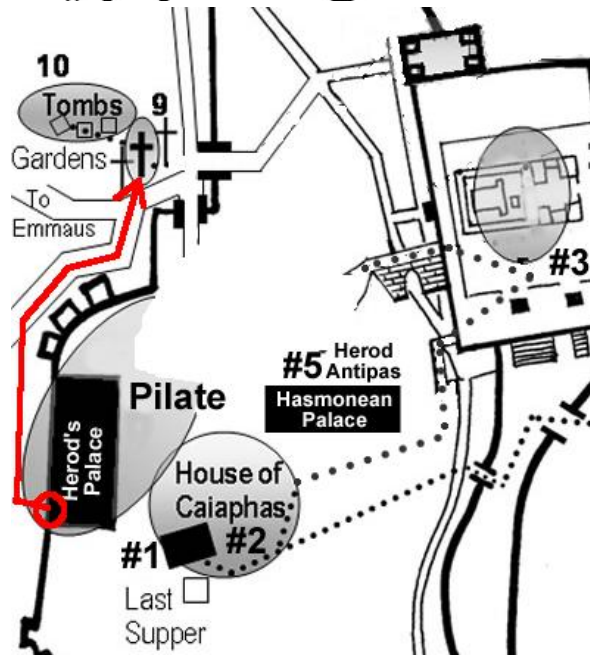 10
Tombs
9
Gardens
To
Emmaus
#3
#5 - Herod
Antipas
Hasmonean
Palace
Pilate
Herod's
Palace
House of
Caiaphas
#1
#2
Last
Supper